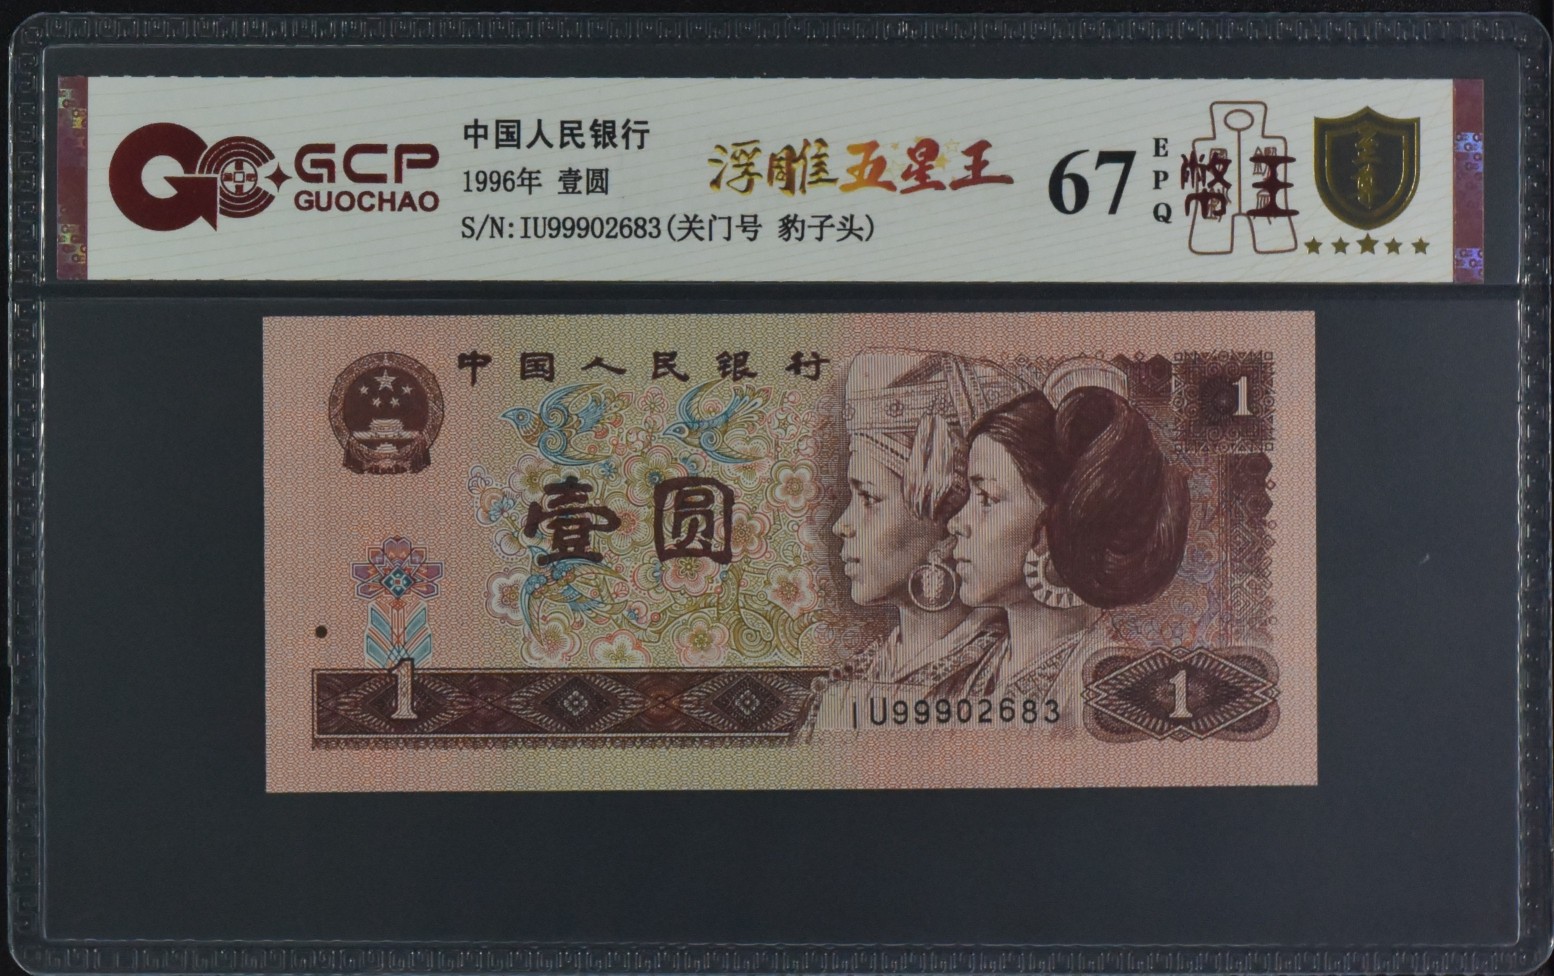 GCP
GUOCHAO
中国人民银行
1996年 壹圆
S/N:IU99902683(关门号 豹子头)
浮雕五星王
67
EPQ
至尊
中国人民银行
1
壹圆
1
IU99902683
1